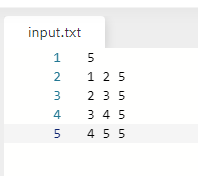 input.txt
1 5
2 1 2 5
3 2 3 5
4 3 4 5
5 4 5 5